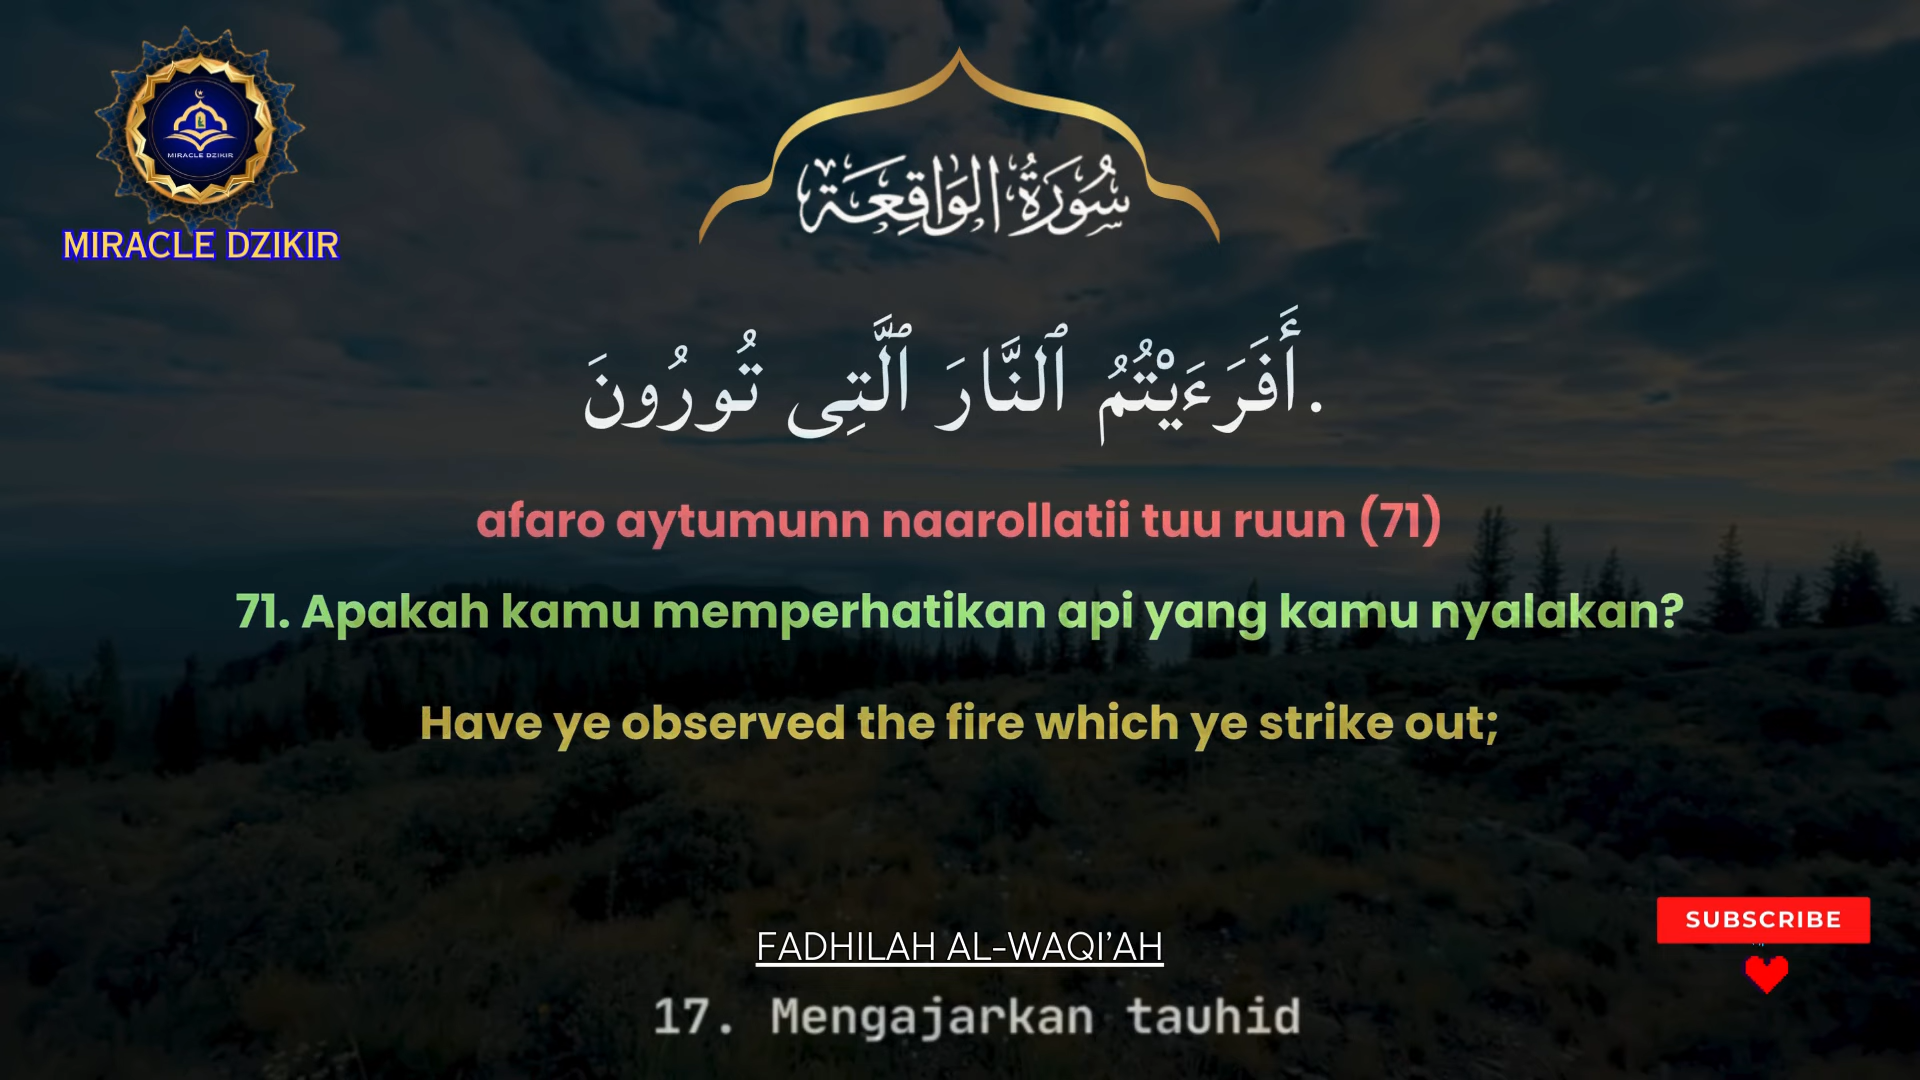 MIRACLE DZIKIR
MIRACLE DZIKIR
سُورَةُ الوَاقِعَة
أَفَرَءَيْتُمُ ٱلنَّارَ ٱلَّتِى تُورُونَ.
afaro aytumunn naarollatii tuu ruun (71)
71. Apakah kamu memperhatikan api yang kamu nyalakan?
Have ye observed the fire which ye strike out;
SUBSCRIBE
FADHILAH AL-WAQI'AH
17. Mengajarkan tauhid